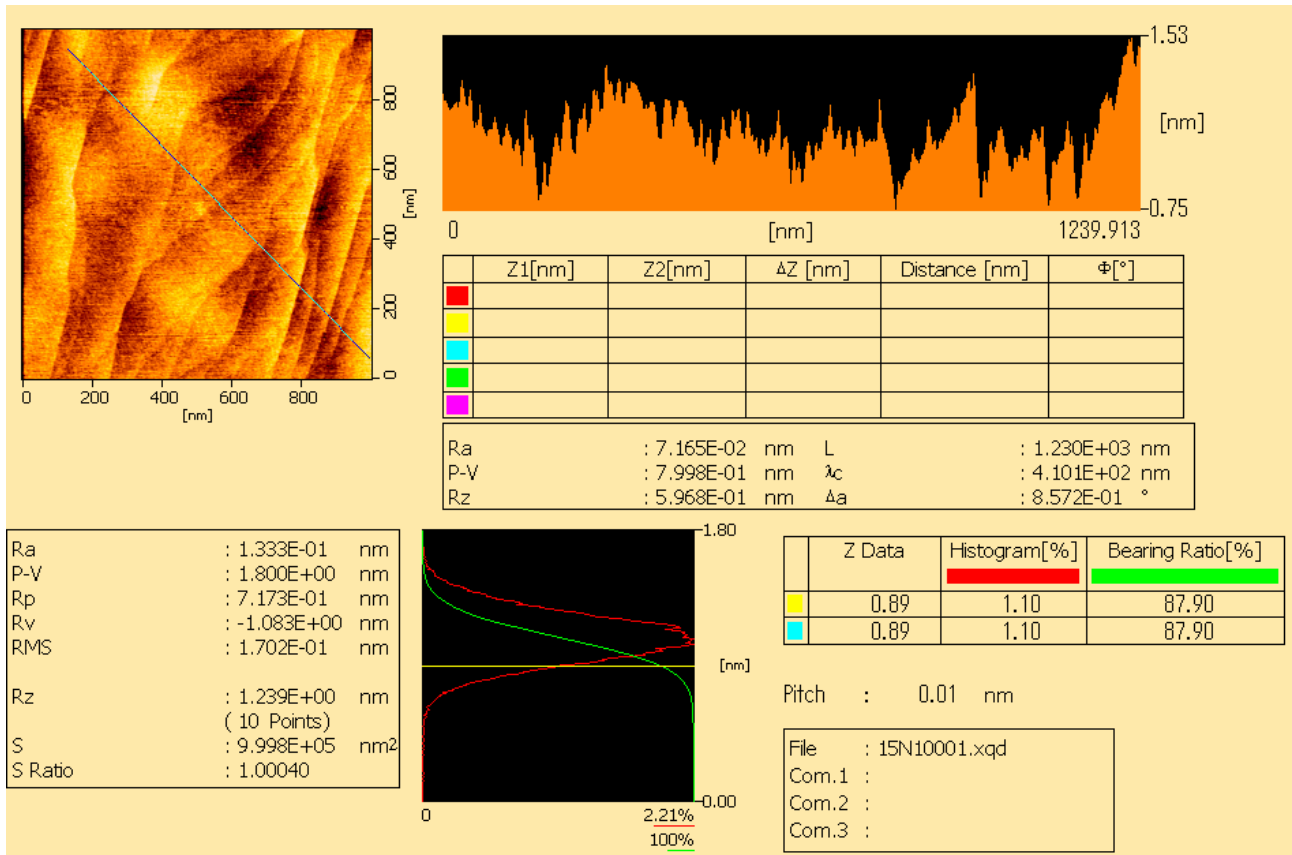 800
600
[nm]
400
200
0
0 200 400 600 800
[nm]
1.53
[nm]
0.75
0 [nm] 1239.913
Z1[nm] Z2[nm] ΔZ [nm] Distance [nm] Φ[°]
Ra : 7.165E-02 nm L : 1.230E+03 nm
P-V : 7.998E-01 nm λc : 4.101E+02 nm
Rz : 5.968E-01 nm Δa : 8.572E-01 °
Ra : 1.333E-01 nm
P-V : 1.800E+00 nm
Rp : 7.173E-01 nm
Rv : -1.083E+00 nm
RMS : 1.702E-01 nm
Rz : 1.239E+00 nm
( 10 Points)
S : 9.998E+05 nm2
S Ratio : 1.00040
1.80
[nm]
0.00
0 2.21%
100%
Z Data Histogram[%] Bearing Ratio[%]
0.89 1.10 87.90
0.89 1.10 87.90
Pitch : 0.01 nm
File : 15N10001.xqd
Com.1 :
Com.2 :
Com.3 :